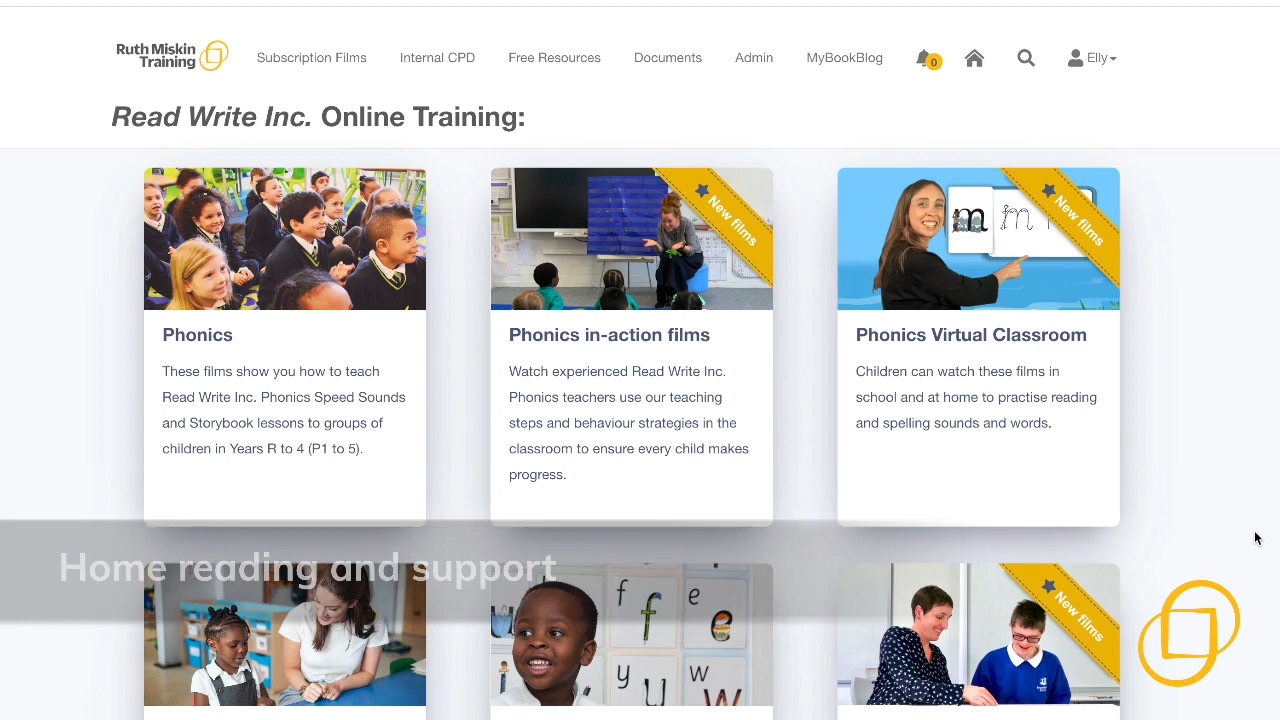 Ruth Miskin
Training
Subscription Films
Internal CPD
Free Resources
Documents
Admin
MyBookBlog
0
Elly
Read Write Inc. Online Training:
New films
m
m
New films
Phonics
These films show you how to teach
Read Write Inc. Phonics Speed Sounds
and Storybook lessons to groups of
children in Years R to 4 (P1 to 5).
Phonics in-action films
Watch experienced Read Write Inc.
Phonics teachers use our teaching
steps and behaviour strategies in the
classroom to ensure every child makes
progress.
Phonics Virtual Classroom
Children can watch these films in
school and at home to practise reading
and spelling sounds and words.
Home reading and support
f f e e
y u w w
New films